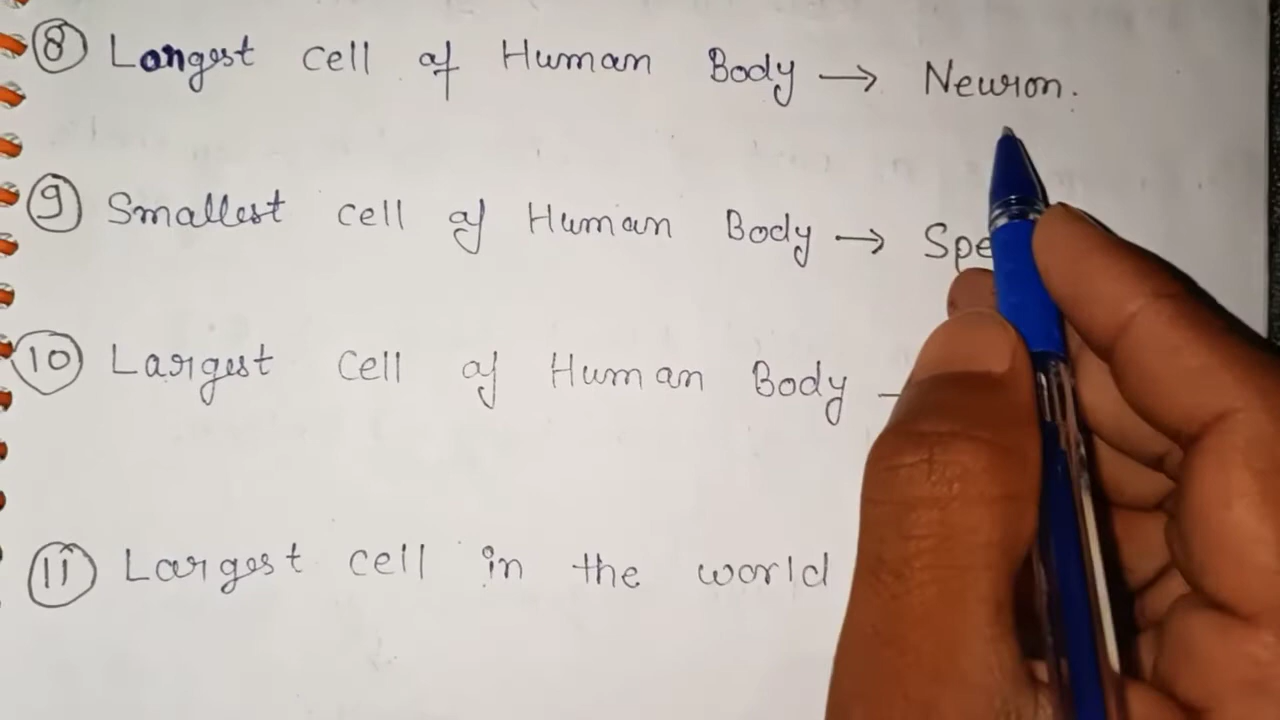 8 Longest cell of Human Body → Neuron.
9 Smallest cell of Human Body → Spe
10 Largest cell of Human Body -
11 Largest cell in the world